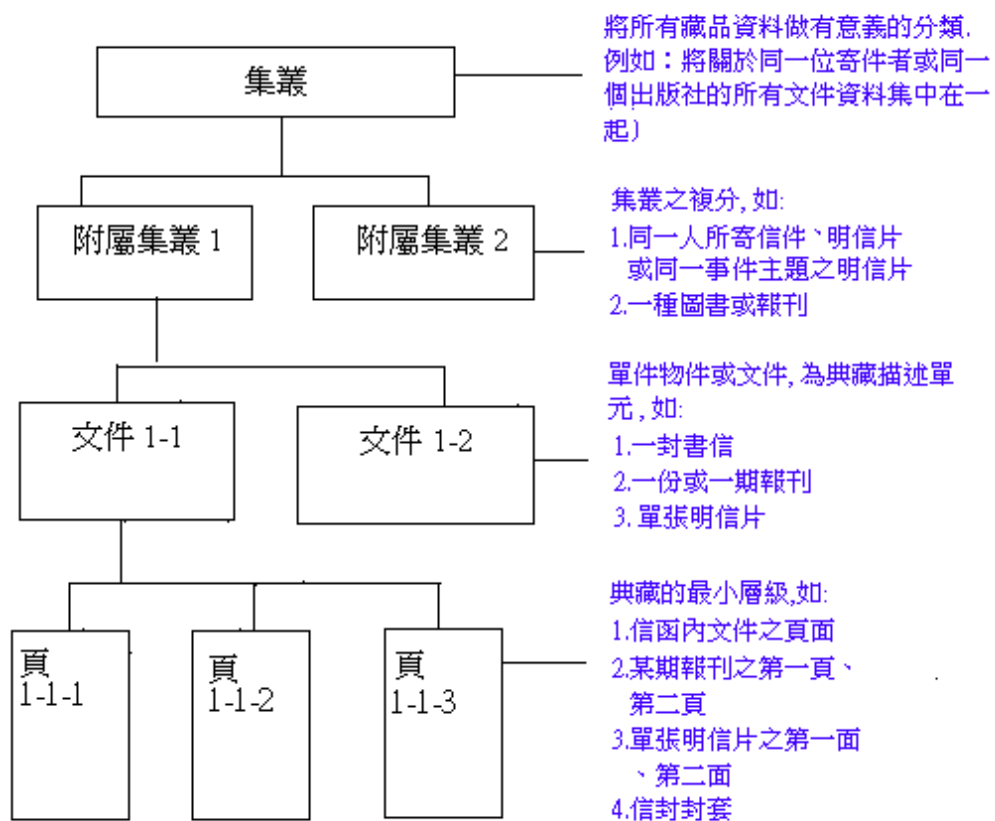 集叢
將所有藏品資料做有意義的分類.
例如：將關於同一位寄件者或同一
個出版社的所有文件資料集中在一
起〕
附屬集叢 1
附屬集叢 2
集叢之複分, 如:
1.同一人所寄信件、明信片
或同一事件主題之明信片
2.一種圖書或報刊
文件 1-1
文件 1-2
單件物件或文件, 為典藏描述單
元, 如:
1.一封書信
2.一份或一期報刊
3. 單張明信片
頁
1-1-1
頁
1-1-2
頁
1-1-3
典藏的最小層級,如:
1.信函內文件之頁面
2.某期報刊之第一頁、
第二頁
3.單張明信片之第一面
、第二面
4.信封封套